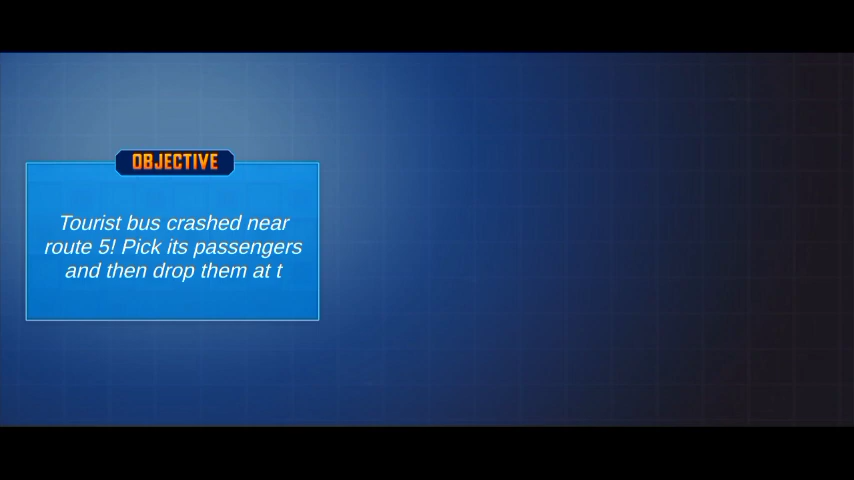 OBJECTIVE
Tourist bus crashed near
route 5! Pick its passengers
and then drop them at t